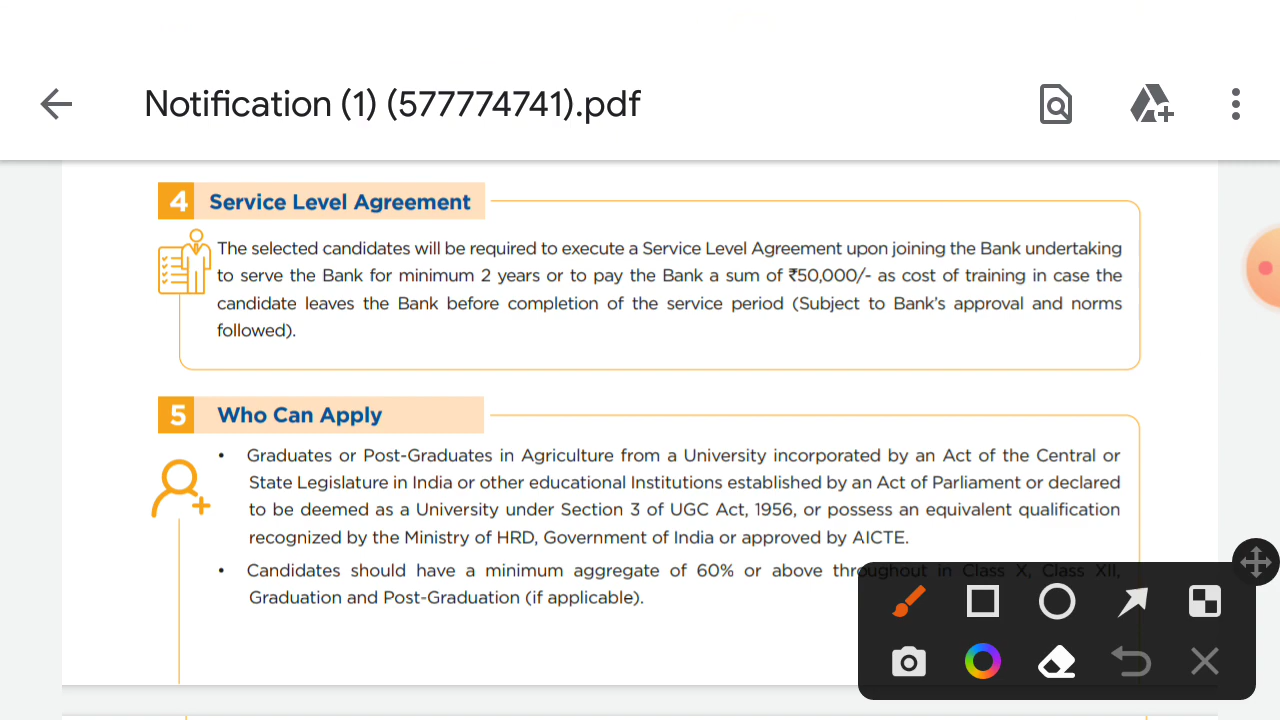 Notification (1) (577774741).pdf
4 Service Level Agreement
The selected candidates will be required to execute a Service Level Agreement upon joining the Bank undertaking
to serve the Bank for minimum 2 years or to pay the Bank a sum of ₹50,000/- as cost of training in case the
candidate leaves the Bank before completion of the service period (Subject to Bank's approval and norms
followed).
5 Who Can Apply
• Graduates or Post-Graduates in Agriculture from a University incorporated by an Act of the Central or
State Legislature in India or other educational Institutions established by an Act of Parliament or declared
to be deemed as a University under Section 3 of UGC Act, 1956, or possess an equivalent qualification
recognized by the Ministry of HRD, Government of India or approved by AICTE.
• Candidates should have a minimum aggregate of 60% or above throughout in Class X, Class XII,
Graduation and Post-Graduation (if applicable).